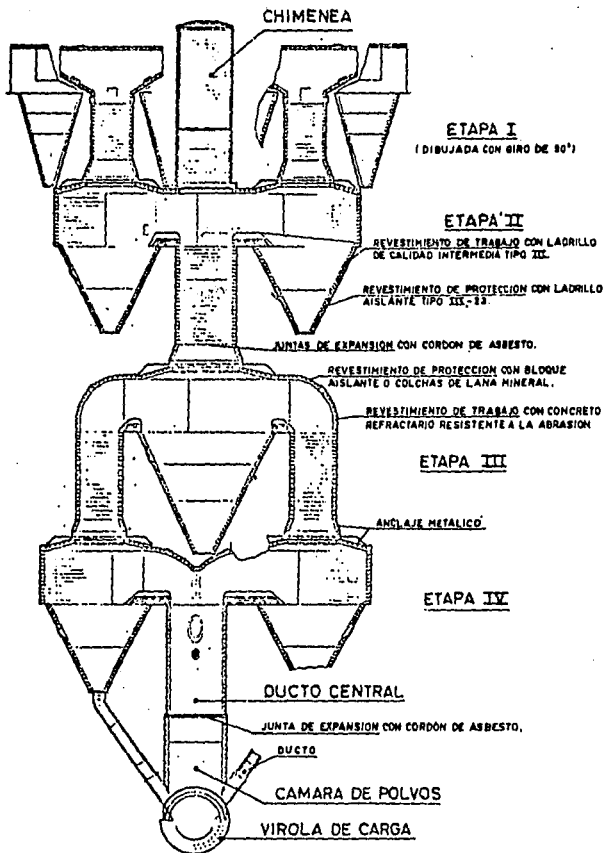 CHIMENEA
ETAPA I
(DIBUJADA CON GIRO DE 90°)
ETAPA II
REVESTIMIENTO DE TRABAJO CON LADRILLO
DE CALIDAD INTERMEDIA TIPO III.
REVESTIMIENTO DE PROTECCION CON LADRILLO
AISLANTE TIPO III-23.
JUNTAS DE EXPANSION CON CORDON DE ASBESTO.
REVESTIMIENTO DE PROTECCION CON BLOQUE
AISLANTE O COLCHAS DE LANA MINERAL.
REVESTIMIENTO DE TRABAJO CON CONCRETO
REFRACTARIO RESISTENTE A LA ABRASION
ETAPA III
ANCLAJE METALICO
ETAPA IV
DUCTO CENTRAL
JUNTA DE EXPANSION CON CORDON DE ASBESTO.
DUCTO
CAMARA DE POLVOS
VIROLA DE CARGA